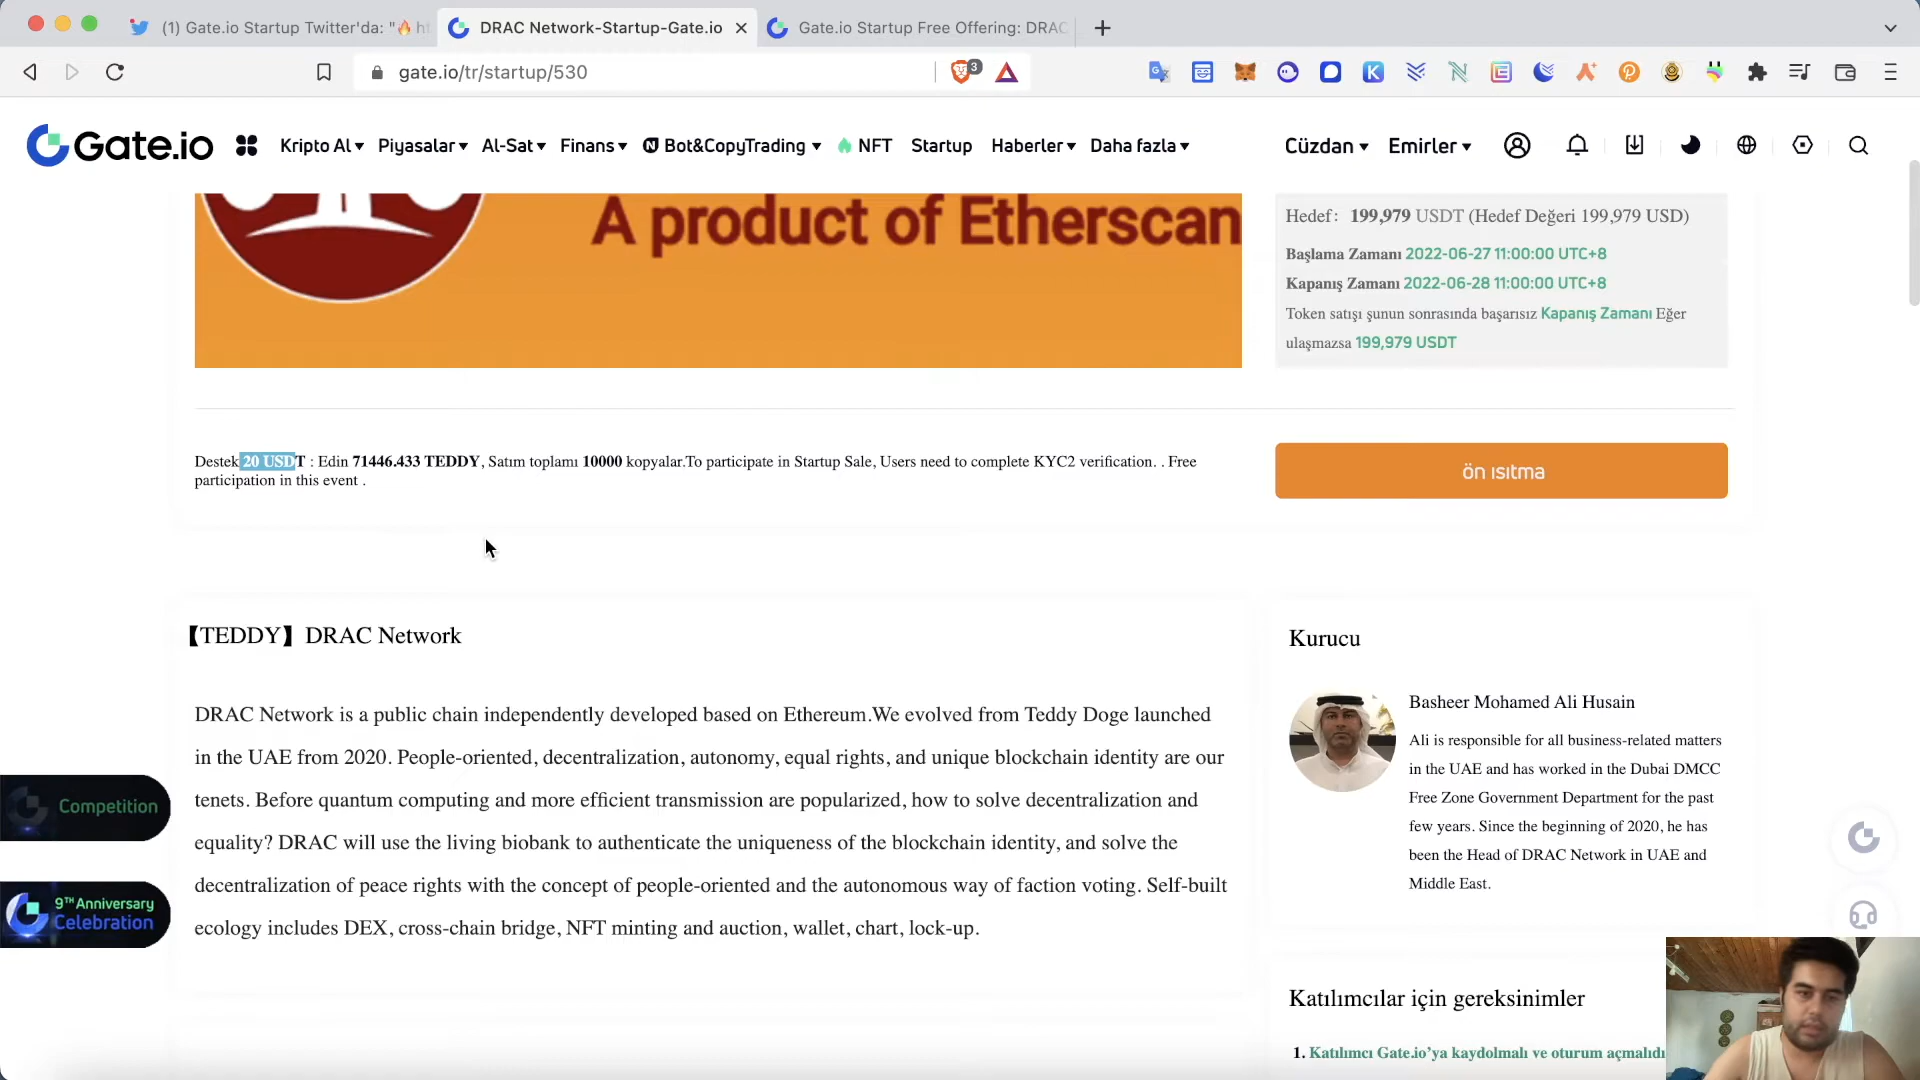 (1) Gate.io Startup Twitter'da: "🔥 ht
DRAC Network-Startup-Gate.io
Gate.io Startup Free Offering: DRAC
gate.io/tr/startup/530
3
Gate.io
Kripto Al
Piyasalar
Al-Sat
Finans
Bot&CopyTrading
NFT
Startup
Haberler
Daha fazla
Cüzdan
Emirler
A product of Etherscan
Hedef: 199,979 USDT (Hedef Değeri 199,979 USD)
Başlama Zamanı 2022-06-27 11:00:00 UTC+8
Kapanış Zamanı 2022-06-28 11:00:00 UTC+8
Token satışı şunun sonrasında başarısız Kapanış Zamanı Eğer
ulaşmazsa 199,979 USDT
Destek 20 USDT : Edin 71446.433 TEDDY, Satım toplamı 10000 kopyalar.To participate in Startup Sale, Users need to complete KYC2 verification. . Free
participation in this event .
ön ısıtma
【TEDDY】DRAC Network
DRAC Network is a public chain independently developed based on Ethereum.We evolved from Teddy Doge launched
in the UAE from 2020. People-oriented, decentralization, autonomy, equal rights, and unique blockchain identity are our
tenets. Before quantum computing and more efficient transmission are popularized, how to solve decentralization and
equality? DRAC will use the living biobank to authenticate the uniqueness of the blockchain identity, and solve the
decentralization of peace rights with the concept of people-oriented and the autonomous way of faction voting. Self-built
ecology includes DEX, cross-chain bridge, NFT minting and auction, wallet, chart, lock-up.
Kurucu
Basheer Mohamed Ali Husain
Ali is responsible for all business-related matters
in the UAE and has worked in the Dubai DMCC
Free Zone Government Department for the past
few years. Since the beginning of 2020, he has
been the Head of DRAC Network in UAE and
Middle East.
Katılımcılar için gereksinimler
1. Katılımcı Gate.io'ya kaydolmalı ve oturum açmalıdı
Competition
9TH Anniversary
Celebration